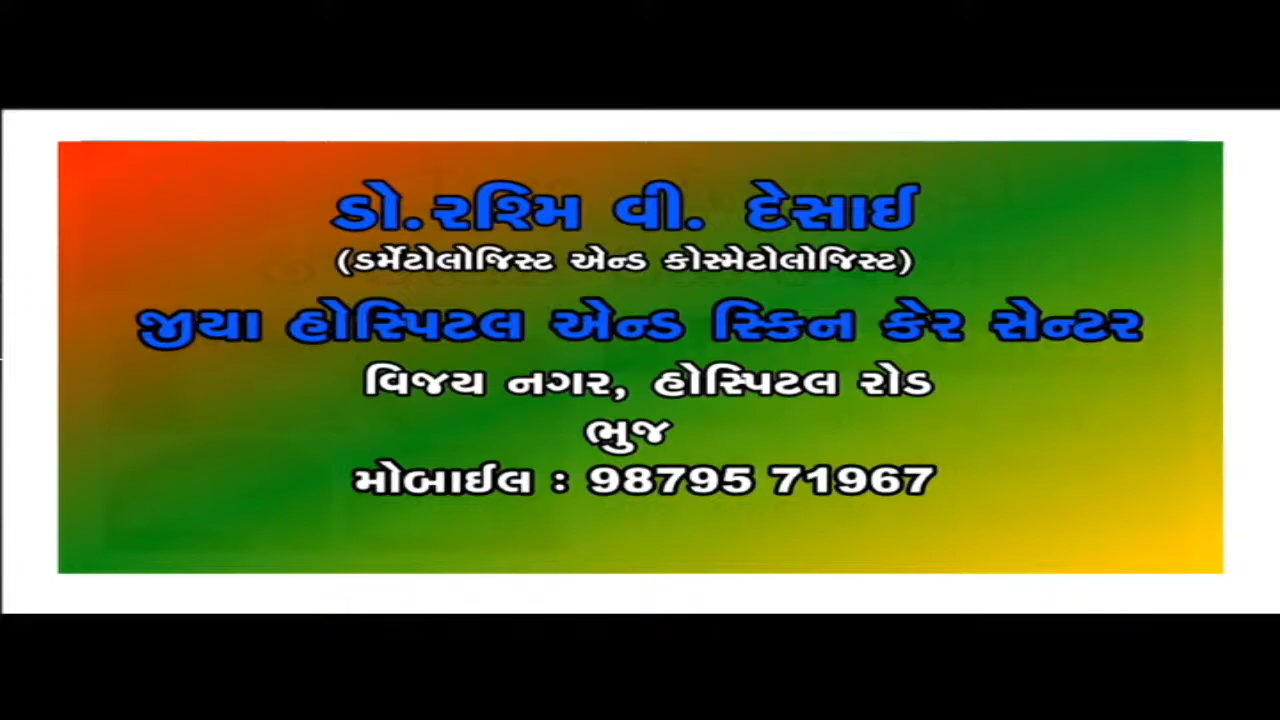 ડો.રશ્મિ વી. દેસાઈ
(ડર્મેટોલોજિસ્ટ એન્ડ કોસ્મેટોલોજિસ્ટ)
જીયા હોસ્પિટલ એન્ડ સ્કિન કેર સેન્ટર
વિજય નગર, હોસ્પિટલ રોડ
ભુજ
મોબાઈલ : 98795 71967